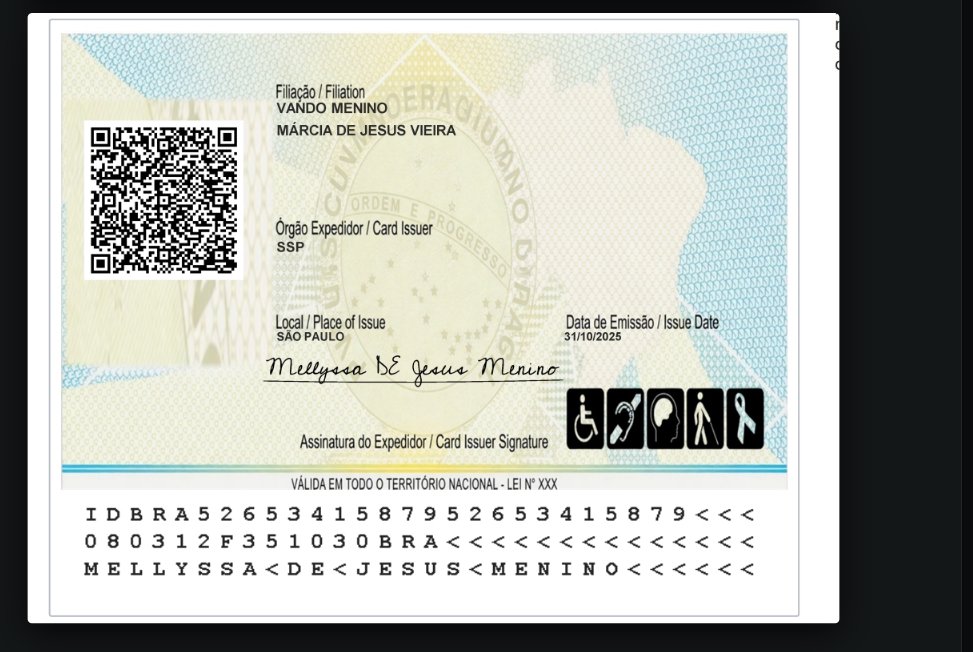 Filiação / Filiation
VANDO MENINO
MÁRCIA DE JESUS VIEIRA
ORDEM E PROGRESSO
Órgão Expedidor / Card Issuer
SSP
Local / Place of Issue
SÃO PAULO
Data de Emissão / Issue Date
31/10/2025
Mellyssa DE Jesus Menino
Assinatura do Expedidor / Card Issuer Signature
VÁLIDA EM TODO O TERRITÓRIO NACIONAL - LEI Nº XXX
IDBRA5265341587952653415879<<<
080312F351030BRA<<<<<<<<<<<<<<
MELLYSSA<DE<JESUS<MENINO<<<<<<